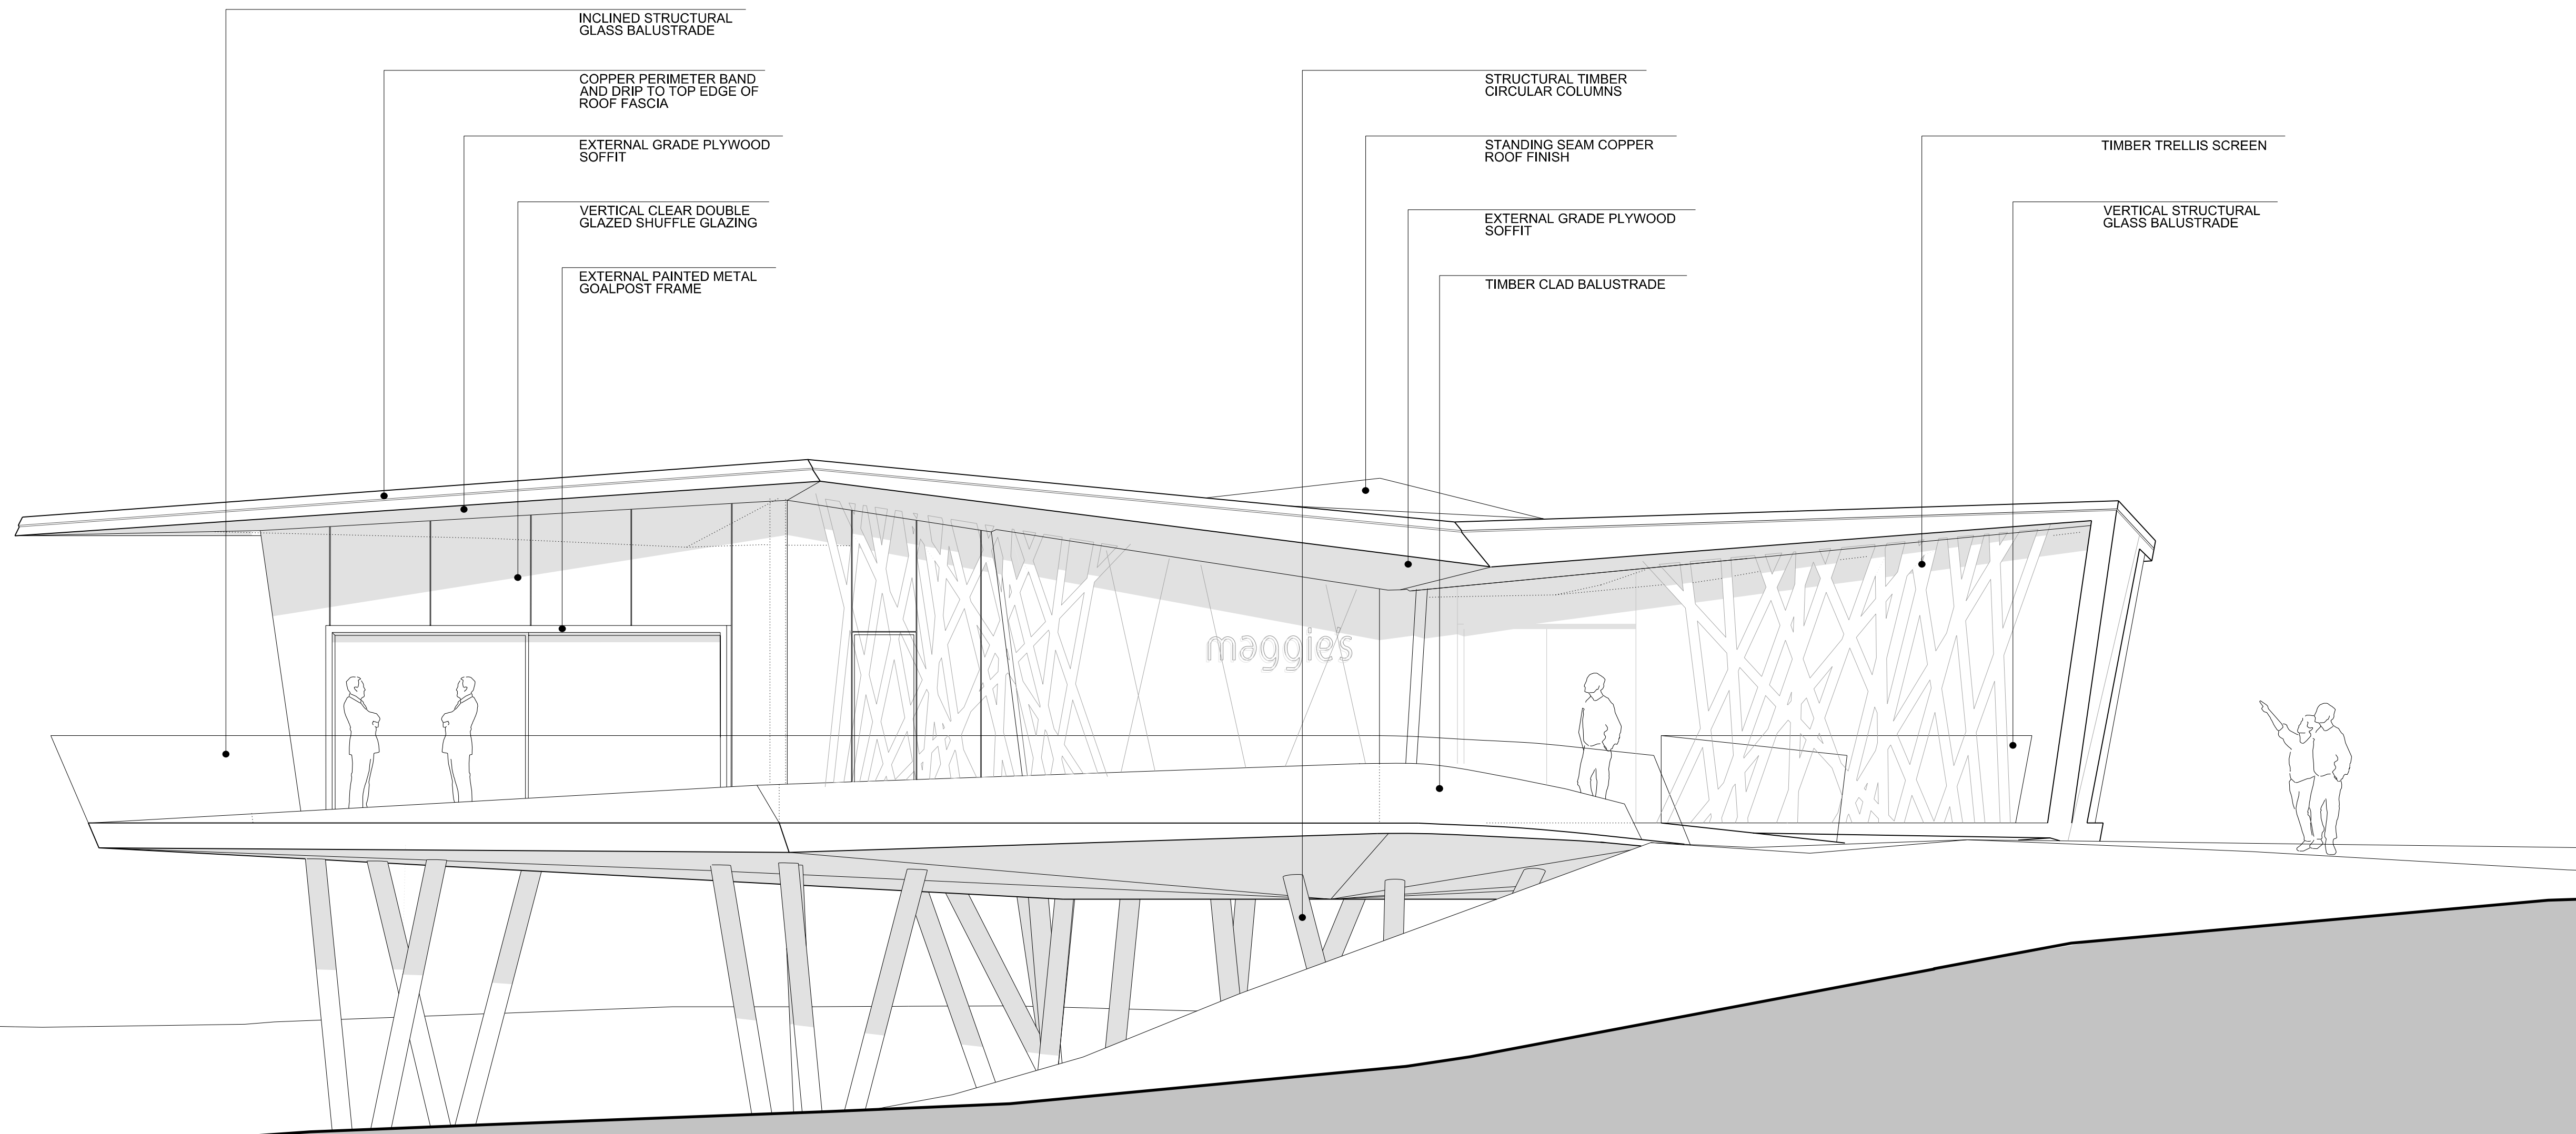 INCLINED STRUCTURAL
GLASS BALUSTRADE
COPPER PERIMETER BAND
AND DRIP TO TOP EDGE OF
ROOF FASCIA
EXTERNAL GRADE PLYWOOD
SOFFIT
VERTICAL CLEAR DOUBLE
GLAZED SHUFFLE GLAZING
EXTERNAL PAINTED METAL
GOALPOST FRAME
STRUCTURAL TIMBER
CIRCULAR COLUMNS
STANDING SEAM COPPER
ROOF FINISH
EXTERNAL GRADE PLYWOOD
SOFFIT
TIMBER CLAD BALUSTRADE
TIMBER TRELLIS SCREEN
VERTICAL STRUCTURAL
GLASS BALUSTRADE
maggie's